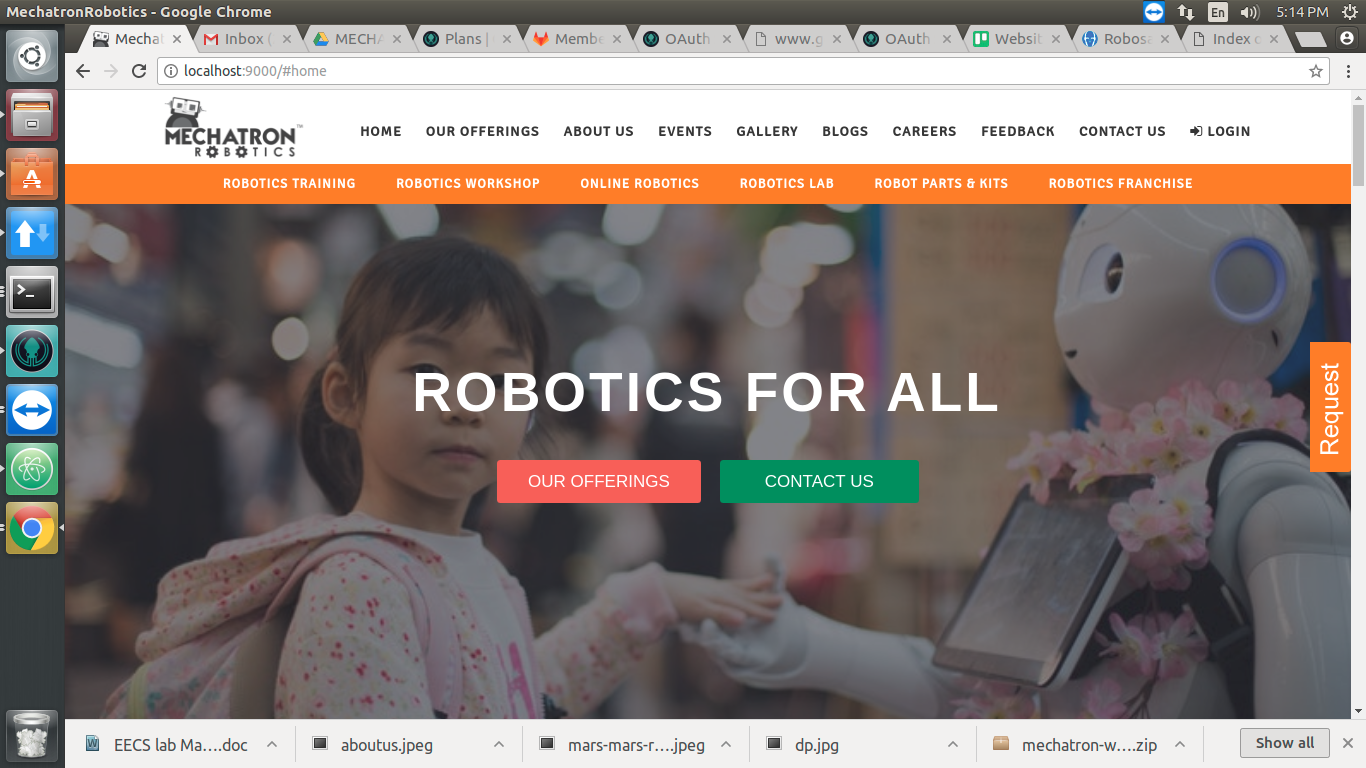 MechatronRobotics - Google Chrome
En
5:14 PM
Mechat
Inbox (
MECHA
Plans | 
Membe
OAuth
www.g
OAuth
Websit
Robosa
Index o
localhost:9000/#home
MECHATRON™
ROBOTICS
HOME OUR OFFERINGS ABOUT US EVENTS GALLERY BLOGS CAREERS FEEDBACK CONTACT US LOGIN
ROBOTICS TRAINING ROBOTICS WORKSHOP ONLINE ROBOTICS ROBOTICS LAB ROBOT PARTS & KITS ROBOTICS FRANCHISE
ROBOTICS FOR ALL
OUR OFFERINGS CONTACT US
Request
EECS lab Ma....doc
aboutus.jpeg
mars-mars-r....jpeg
dp.jpg
mechatron-w....zip
Show all